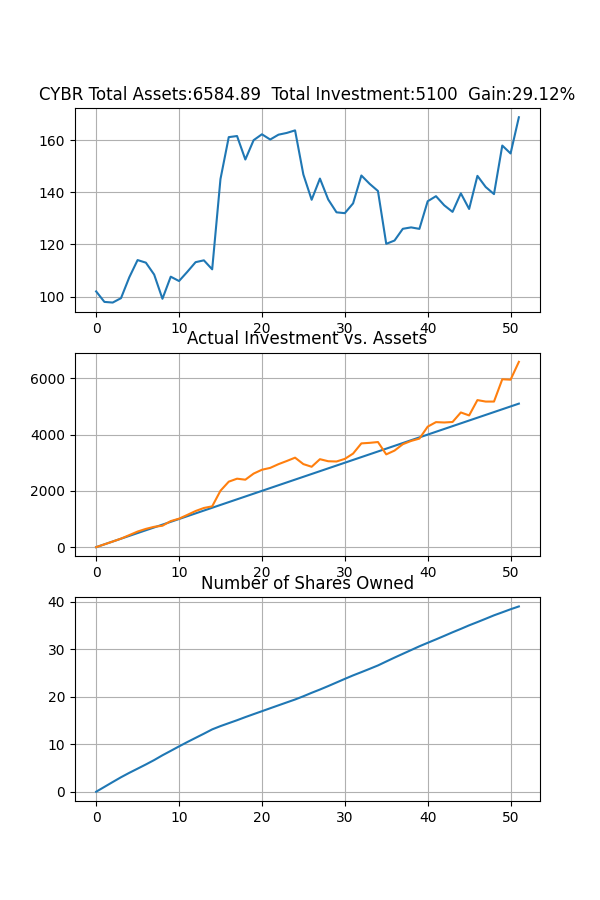 CYBR Total Assets:6584.89  Total Investment:5100  Gain:29.12%
160
140
120
100
0 10 20 30 40 50
Actual Investment vs. Assets
6000
4000
2000
0
0 10 20 30 40 50
Number of Shares Owned
40
30
20
10
0
0 10 20 30 40 50